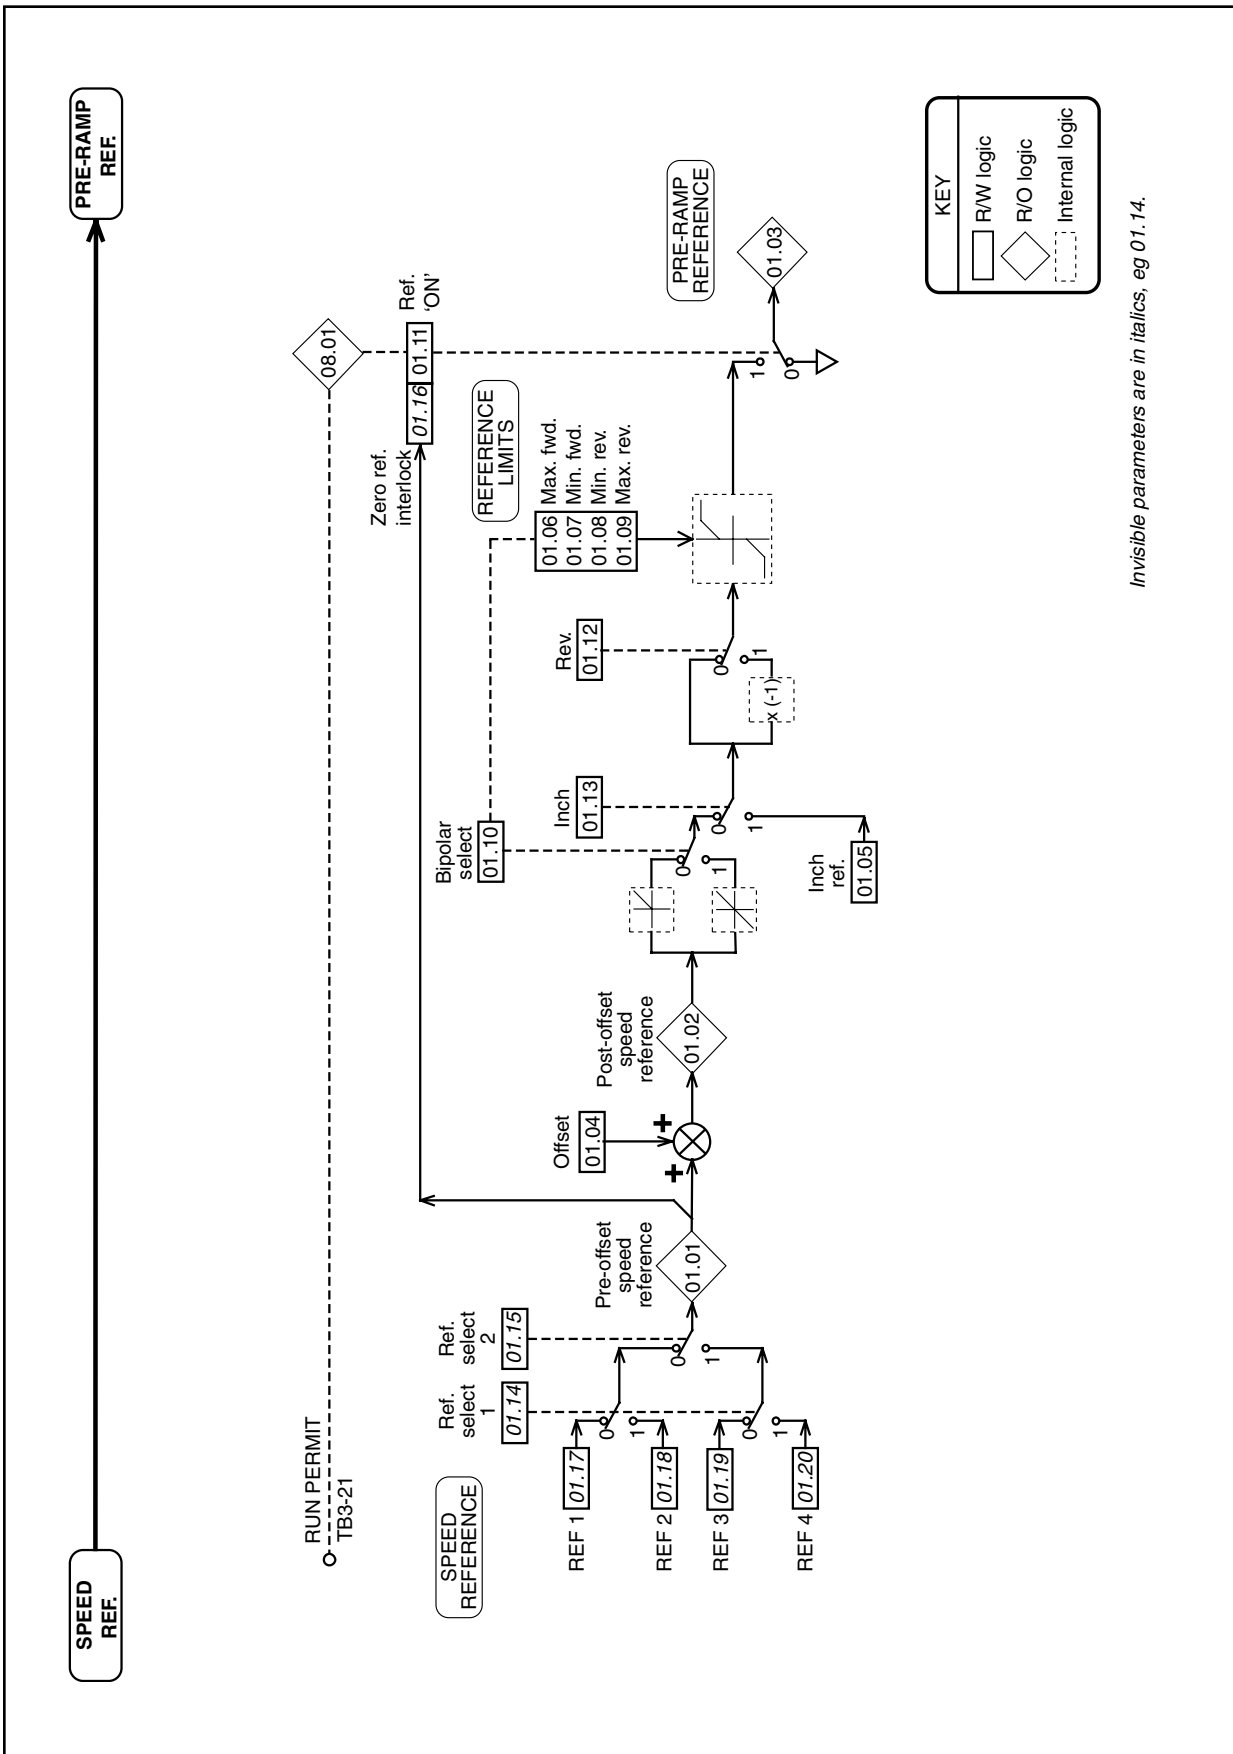 SPEED
REF.
PRE-RAMP
REF.
RUN PERMIT
TB3-21
08.01
Zero ref.
interlock
01.16
01.11
Ref.
'ON'
SPEED
REFERENCE
Ref.
select
1
01.14
Ref.
select
2
01.15
REF 1
01.17
0
1
REF 2
01.18
REF 3
01.19
0
1
REF 4
01.20
0
1
Pre-offset
speed
reference
01.01
Offset
01.04
+
+
Post-offset
speed
reference
01.02
Bipolar
select
01.10
0
1
Inch
01.13
0
1
Inch
ref.
01.05
Rev.
01.12
0
1
x (-1)
REFERENCE
LIMITS
01.06 Max. fwd.
01.07 Min. fwd.
01.08 Min. rev.
01.09 Max. rev.
1
0
PRE-RAMP
REFERENCE
01.03
KEY
R/W logic
R/O logic
Internal logic
Invisible parameters are in italics, eg 01.14.